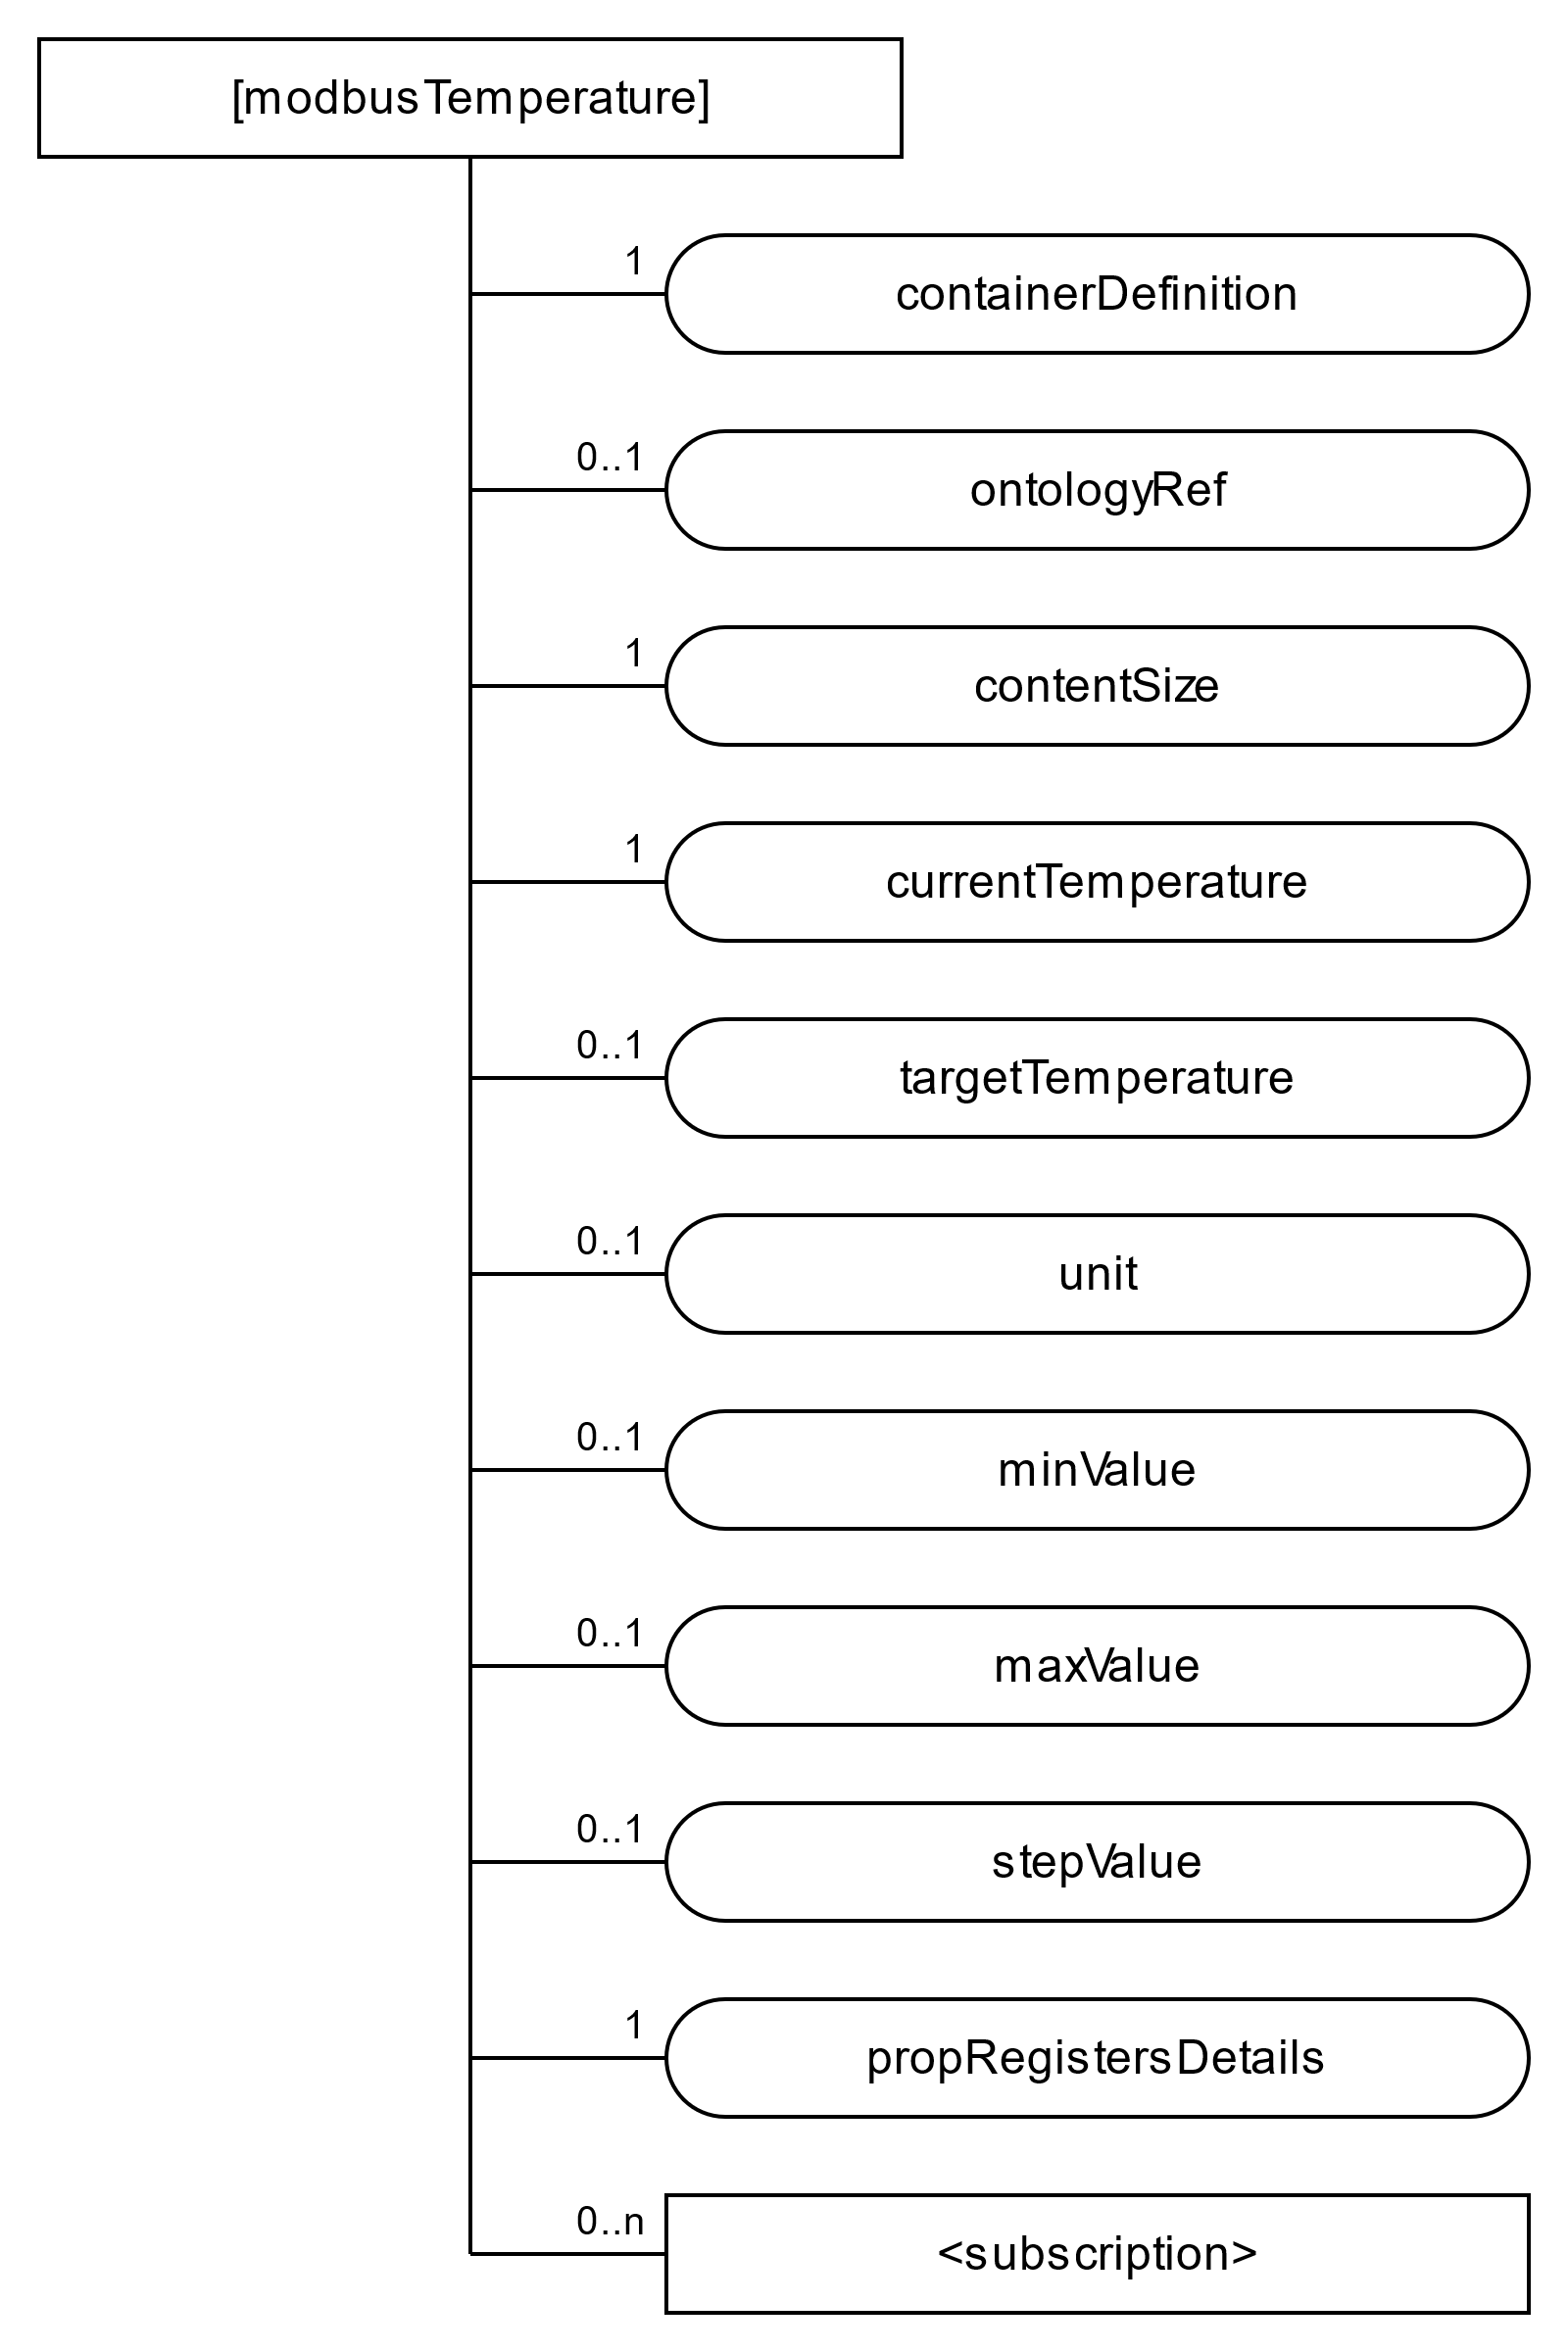 [modbusTemperature]
1
containerDefinition
0..1
ontologyRef
1
contentSize
1
currentTemperature
0..1
targetTemperature
0..1
unit
0..1
minValue
0..1
maxValue
0..1
stepValue
1
propRegistersDetails
0..n
<subscription>